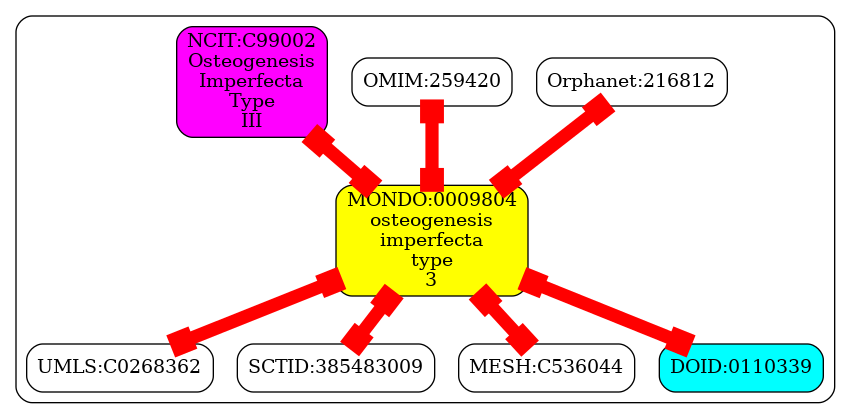 NCIT:C99002
Osteogenesis
Imperfecta
Type
III
OMIM:259420
Orphanet:216812
MONDO:0009804
osteogenesis
imperfecta
type
3
UMLS:C0268362
SCTID:385483009
MESH:C536044
DOID:0110339